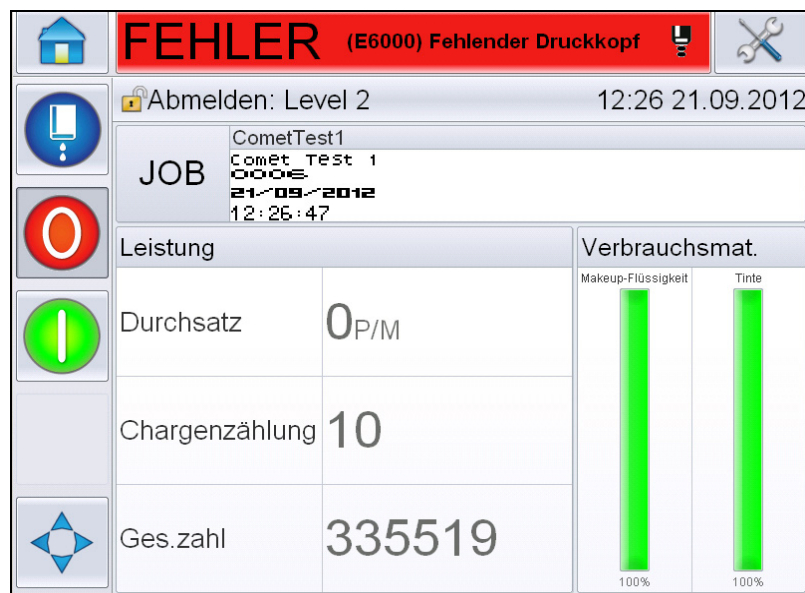 FEHLER (E6000) Fehlender Druckkopf
Abmelden: Level 2 12:26 21.09.2012
JOB
CometTest1
Comet Test 1
21/09/2012
12:26:47
Leistung
Durchsatz 0P/M
Chargenzählung 10
Ges.zahl 335519
Verbrauchsmat.
Makeup-Flüssigkeit Tinte
100% 100%